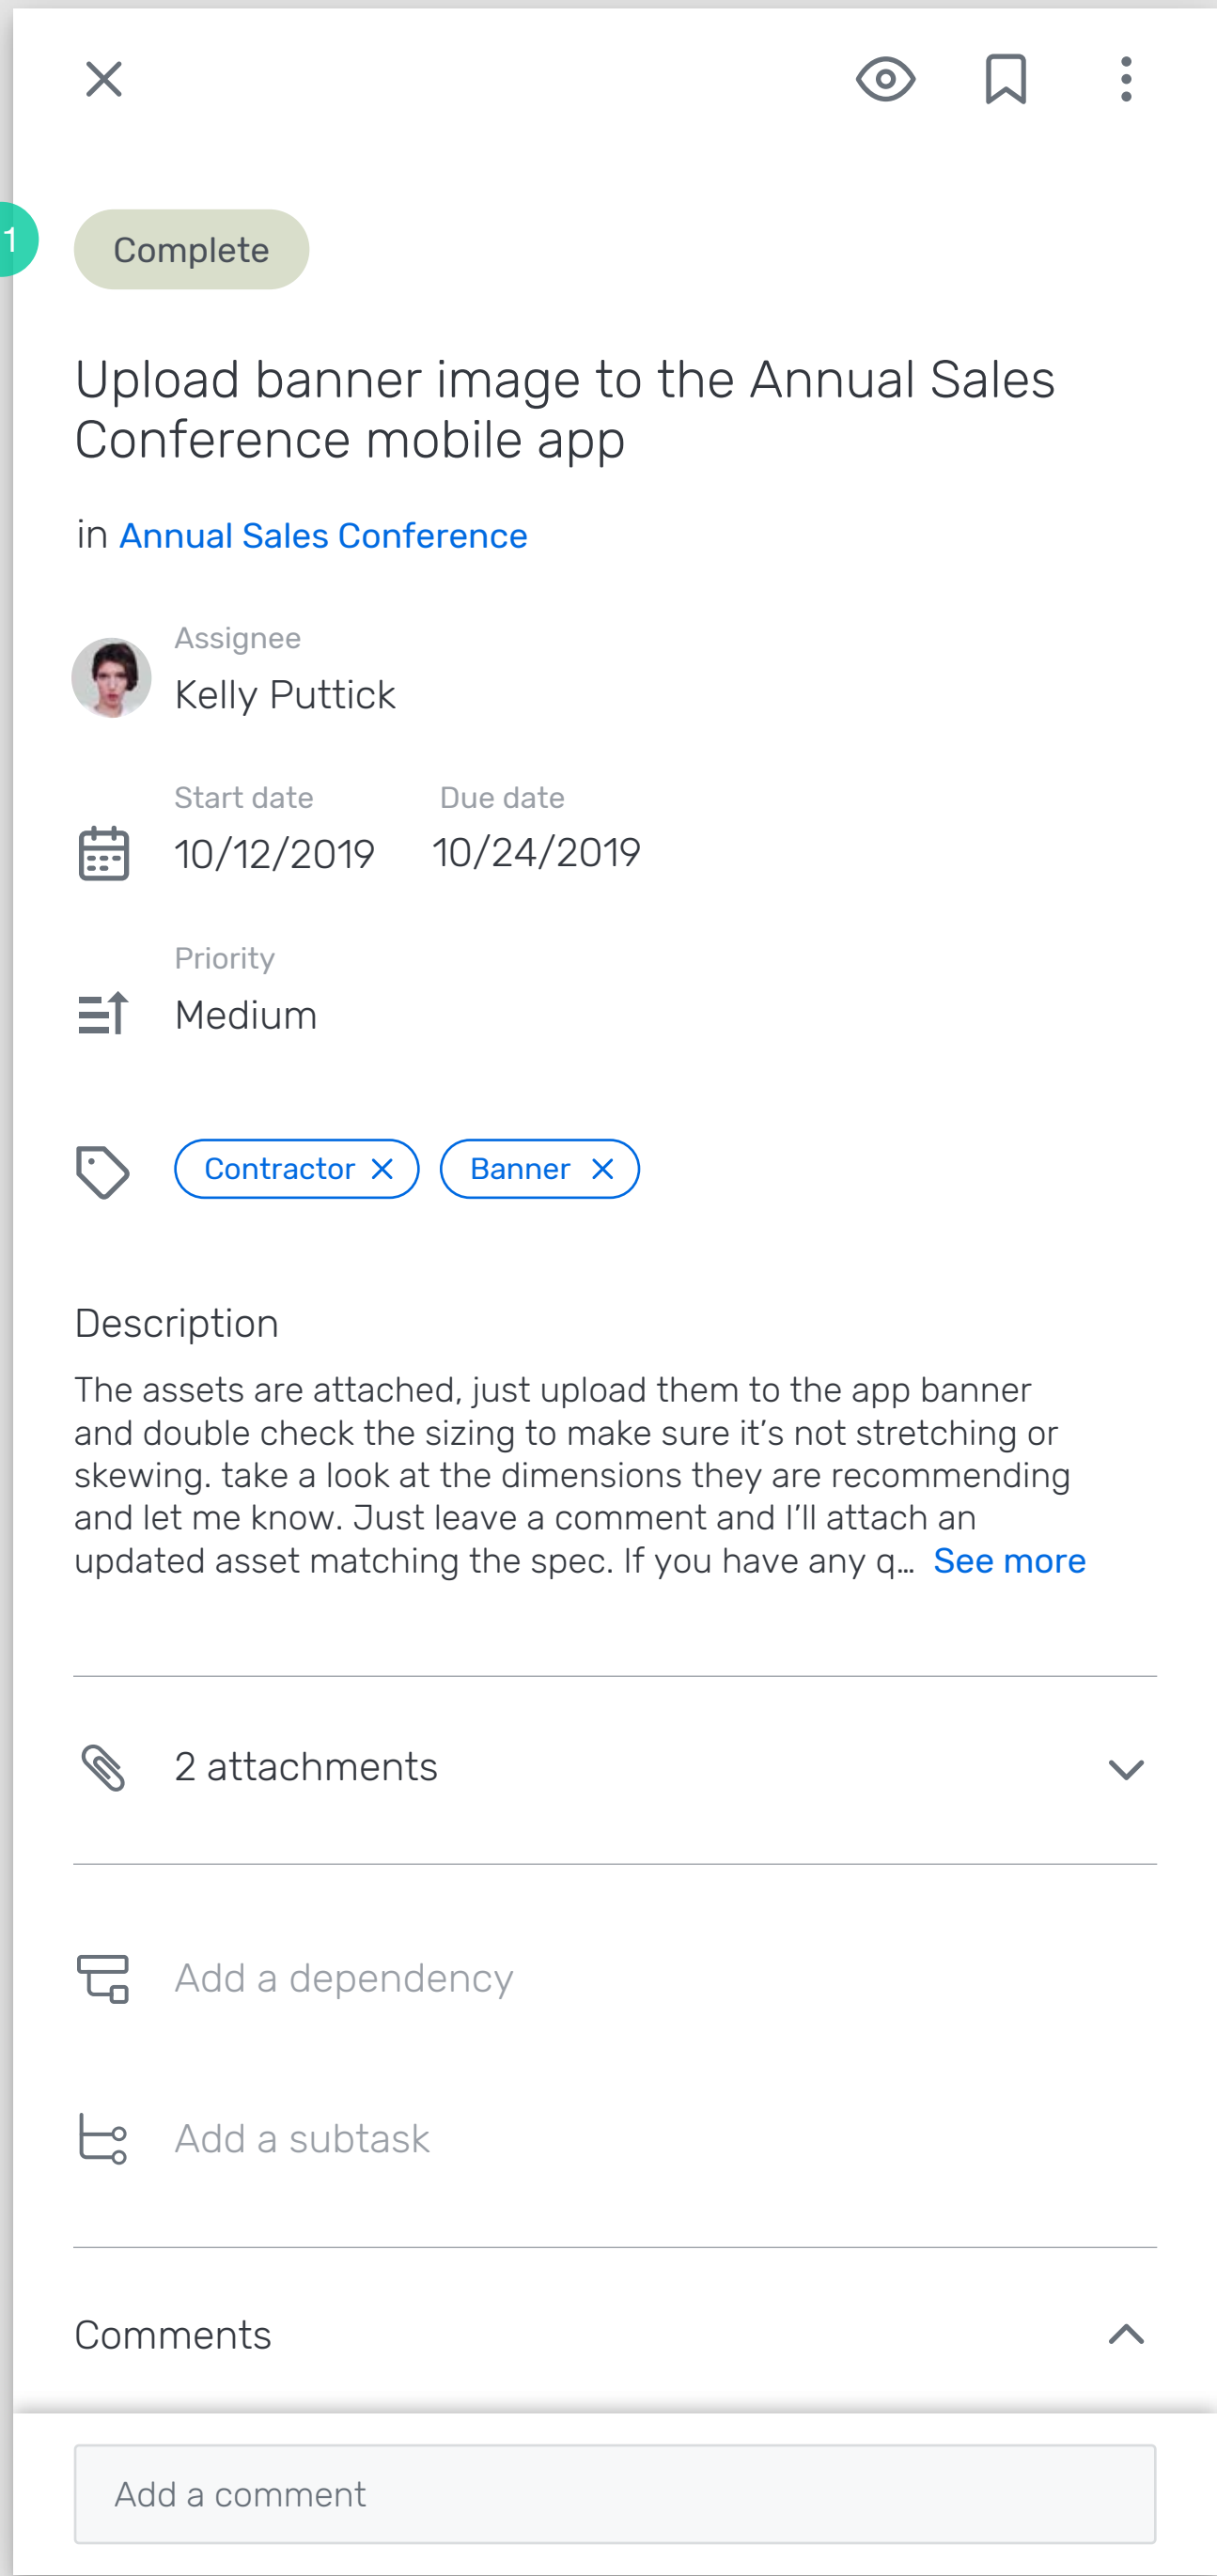 1
Complete
Upload banner image to the Annual Sales
Conference mobile app
in Annual Sales Conference
Assignee
Kelly Puttick
Start date Due date
10/12/2019 10/24/2019
Priority
Medium
Contractor Banner
Description
The assets are attached, just upload them to the app banner
and double check the sizing to make sure it’s not stretching or
skewing. take a look at the dimensions they are recommending
and let me know. Just leave a comment and I’ll attach an
updated asset matching the spec. If you have any q... See more
2 attachments
Add a dependency
Add a subtask
Comments
Add a comment